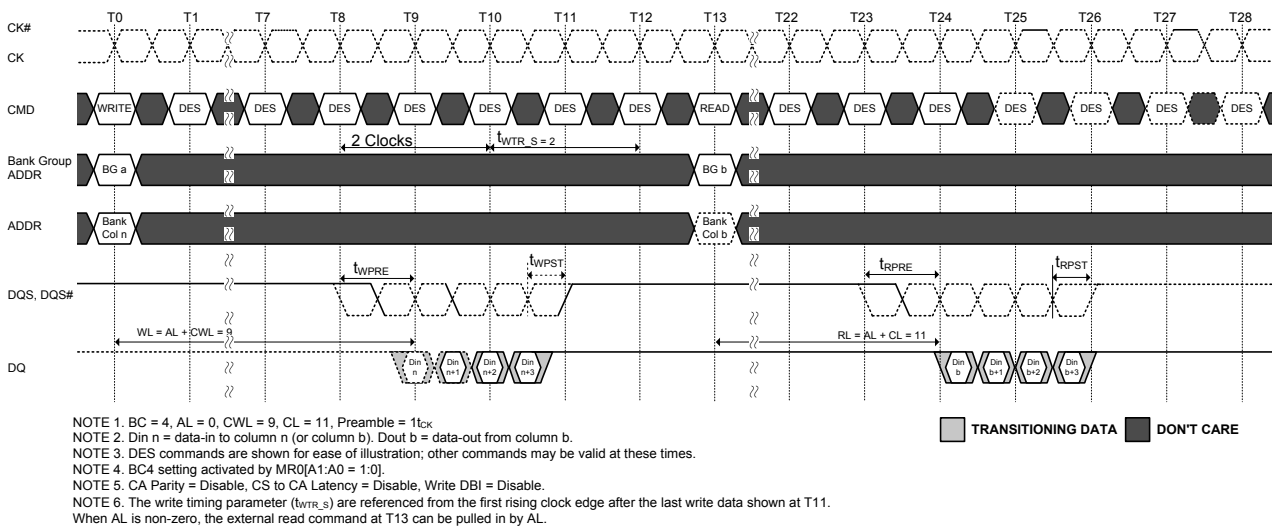 T0 T1 T7 T8 T9 T10 T11 T12 T13 T22 T23 T24 T25 T26 T27 T28
CK#
CK
CMD WRITE DES DES DES DES DES DES DES READ DES DES DES DES DES DES DES
2 Clocks tWTR_S = 2
Bank Group
ADDR
BG a BG b
ADDR
Bank
Col n
Bank
Col b
tWPRE tWPST tRPRE tRPST
DQS, DQS#
WL = AL + CWL = 9 RL = AL + CL = 11
DQ
Din
n
Din
n+1
Din
n+2
Din
n+3
Din
b
Din
b+1
Din
b+2
Din
b+3
NOTE 1. BC = 4, AL = 0, CWL = 9, CL = 11, Preamble = 1tCK
NOTE 2. Din n = data-in to column n (or column b). Dout b = data-out from column b.
NOTE 3. DES commands are shown for ease of illustration; other commands may be valid at these times.
NOTE 4. BC4 setting activated by MR0[A1:A0 = 1:0].
NOTE 5. CA Parity = Disable, CS to CA Latency = Disable, Write DBI = Disable.
NOTE 6. The write timing parameter (tWTR_S) are referenced from the first rising clock edge after the last write data shown at T11.
When AL is non-zero, the external read command at T13 can be pulled in by AL.
TRANSITIONING DATA DON'T CARE